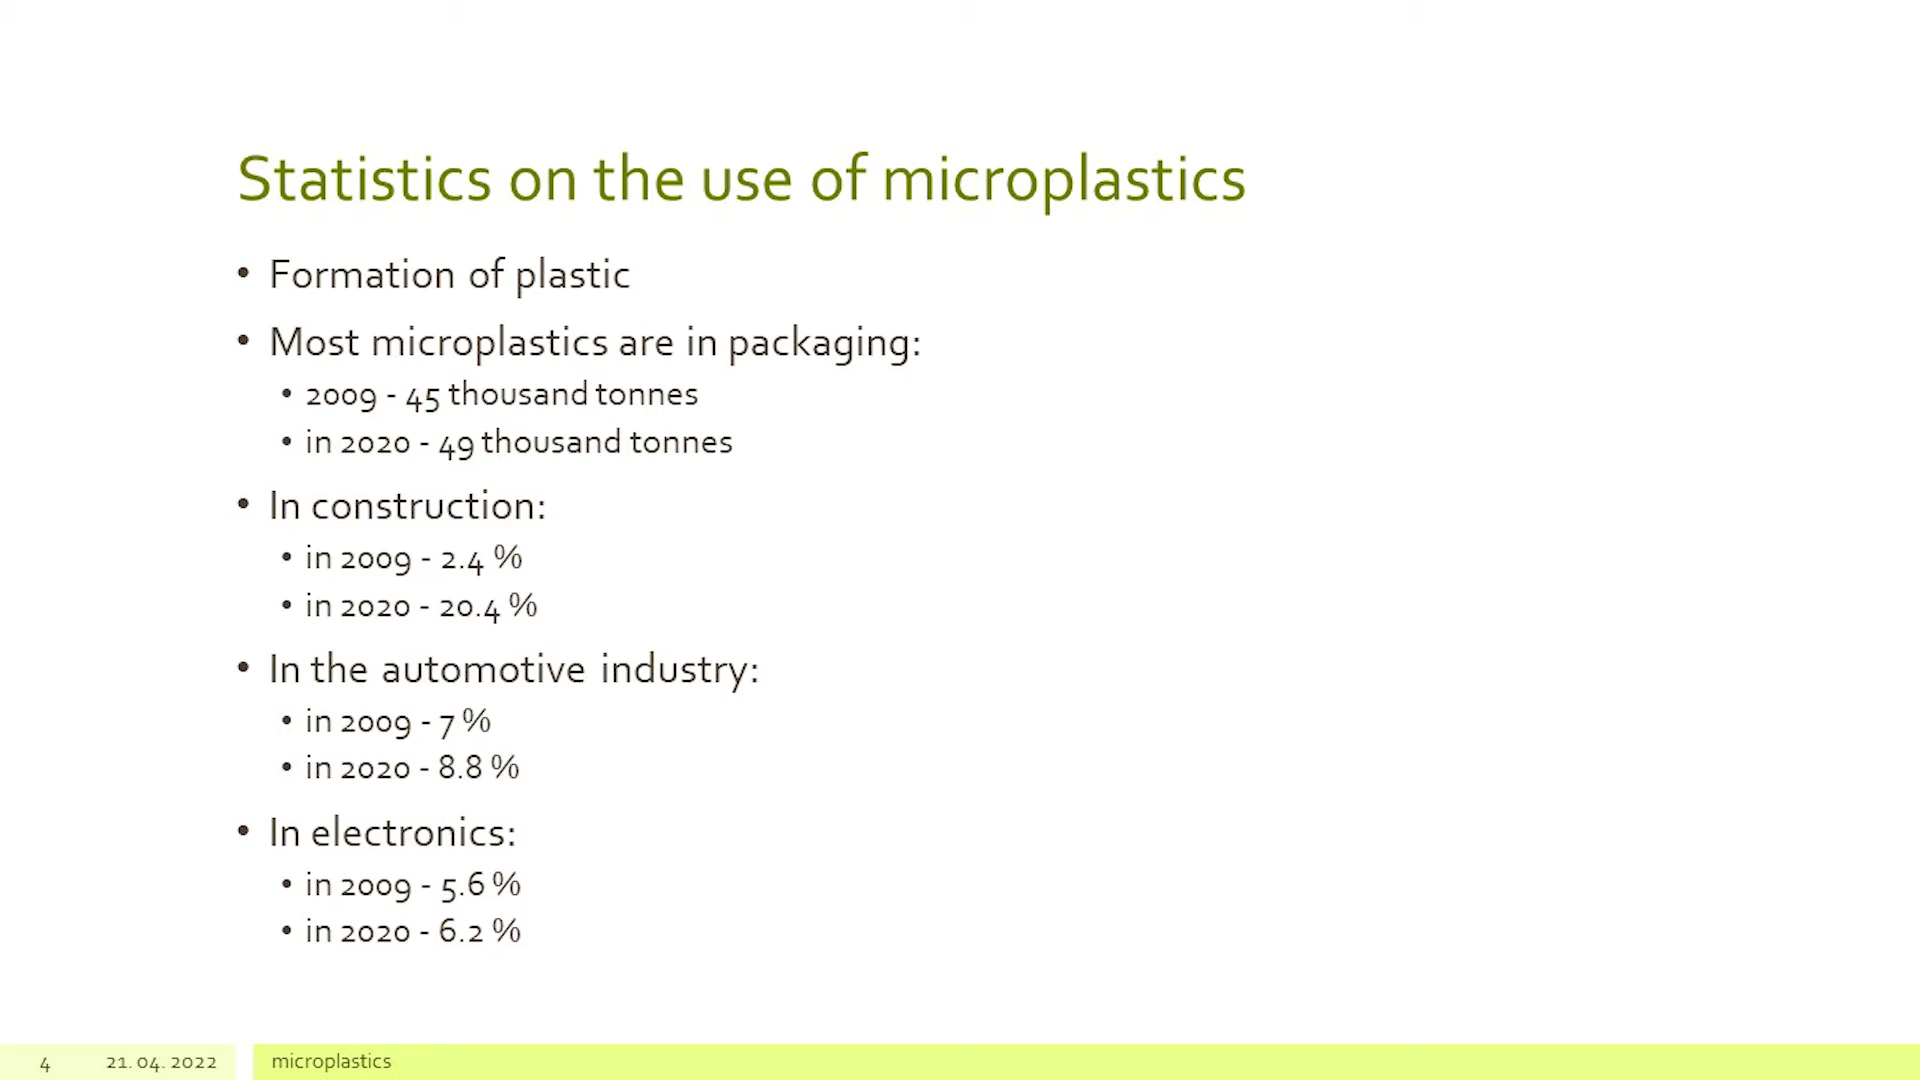 Statistics on the use of microplastics
• Formation of plastic
• Most microplastics are in packaging:
• 2009 - 45 thousand tonnes
• in 2020 - 49 thousand tonnes
• In construction:
• in 2009 - 2.4 %
• in 2020 - 20.4 %
• In the automotive industry:
• in 2009 - 7 %
• in 2020 - 8.8 %
• In electronics:
• in 2009 - 5.6 %
• in 2020 - 6.2 %
4 21. 04. 2022 microplastics